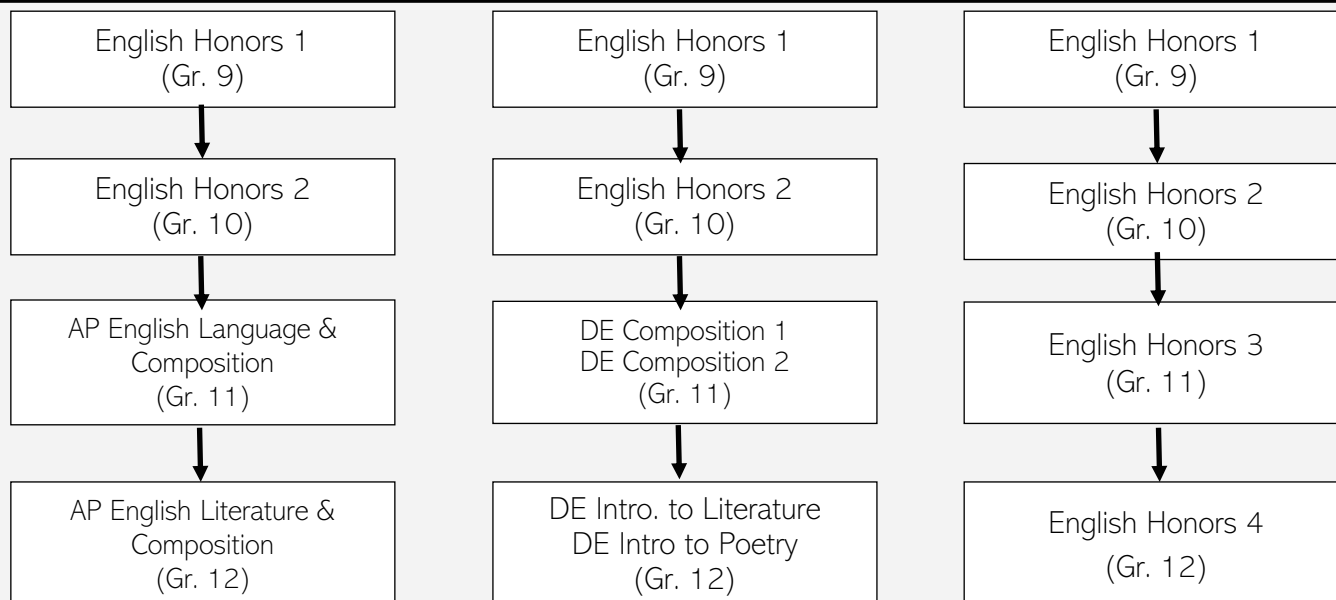 English Honors 1
(Gr. 9)
English Honors 2
(Gr. 10)
AP English Language &
Composition
(Gr. 11)
AP English Literature &
Composition
(Gr. 12)
English Honors 1
(Gr. 9)
English Honors 2
(Gr. 10)
DE Composition 1
DE Composition 2
(Gr. 11)
DE Intro. to Literature
DE Intro to Poetry
(Gr. 12)
English Honors 1
(Gr. 9)
English Honors 2
(Gr. 10)
English Honors 3
(Gr. 11)
English Honors 4
(Gr. 12)